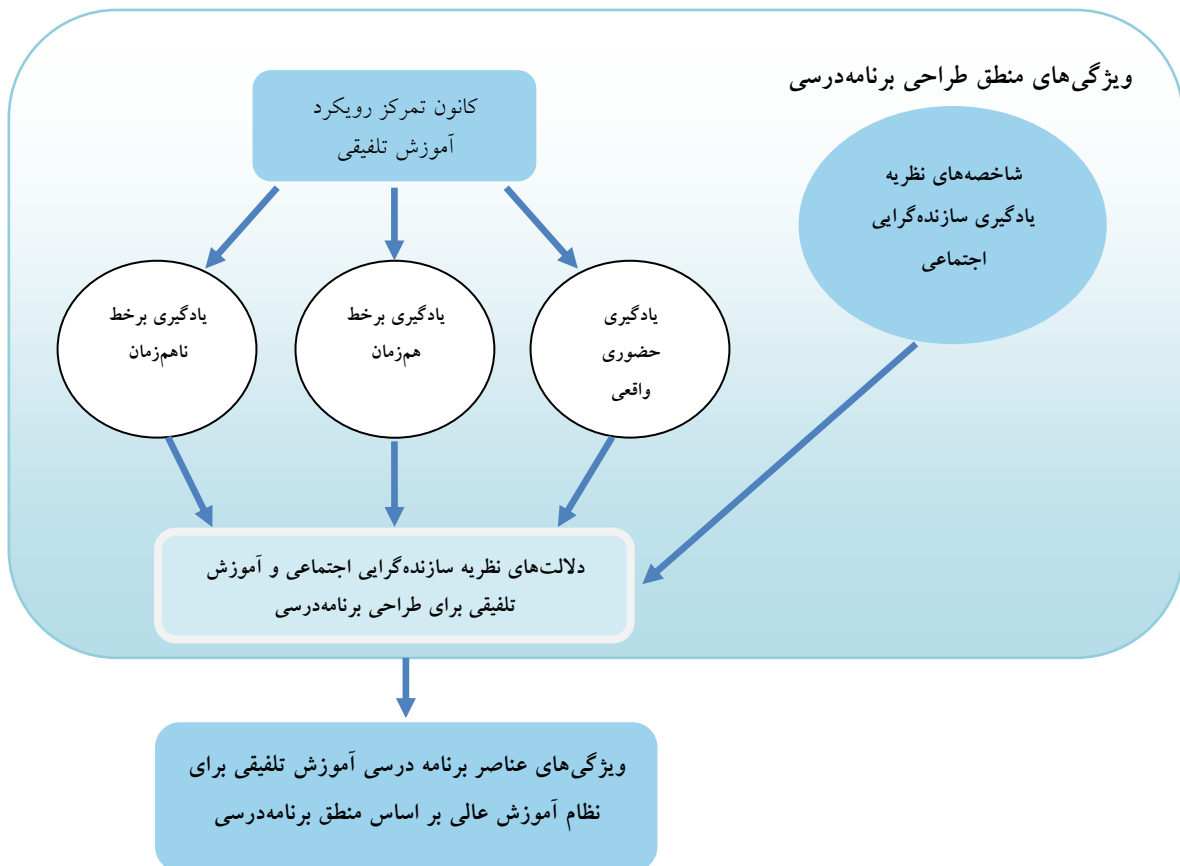 ویژگی‌های منطق طراحی برنامه‌درسی
کانون تمرکز رویکرد
آموزش تلفیقی
شاخصه‌های نظریه
یادگیری سازنده‌گرایی
اجتماعی
یادگیری
حضوری
واقعی
یادگیری برخط
هم‌زمان
یادگیری برخط
ناهم‌زمان
دلالت‌های نظریه سازنده‌گرایی اجتماعی و آموزش
تلفیقی برای طراحی برنامه‌درسی
ویژگی‌های عناصر برنامه درسی آموزش تلفیقی برای
نظام آموزش عالی بر اساس منطق برنامه‌درسی